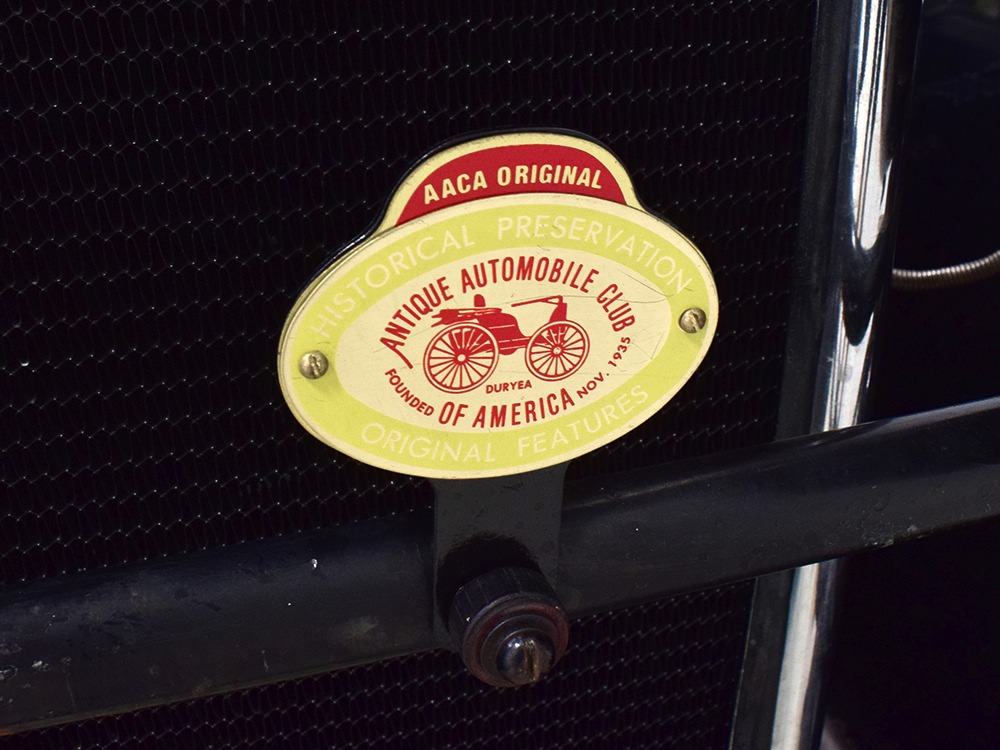 AACA ORIGINAL
HISTORICAL PRESERVATION
ANTIQUE AUTOMOBILE CLUB
DURYEA
FOUNDED OF AMERICA NOV. 1935
ORIGINAL FEATURES